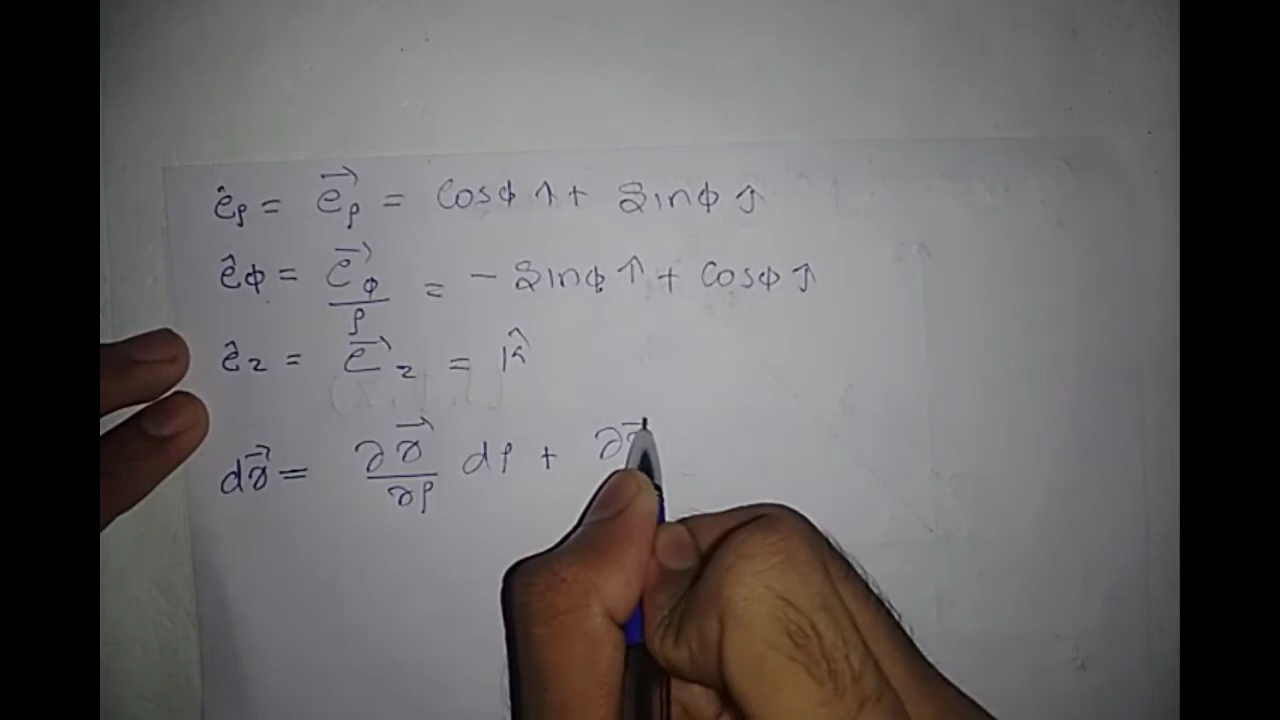 ê_ρ = e⃗_ρ = cosφ î + sinφ ĵ
ê_φ = e⃗_φ / ρ = - sinφ î + cosφ ĵ
ê_z = e⃗_z = k̂
dr⃗ = ∂r⃗/∂ρ dρ + ∂r⃗